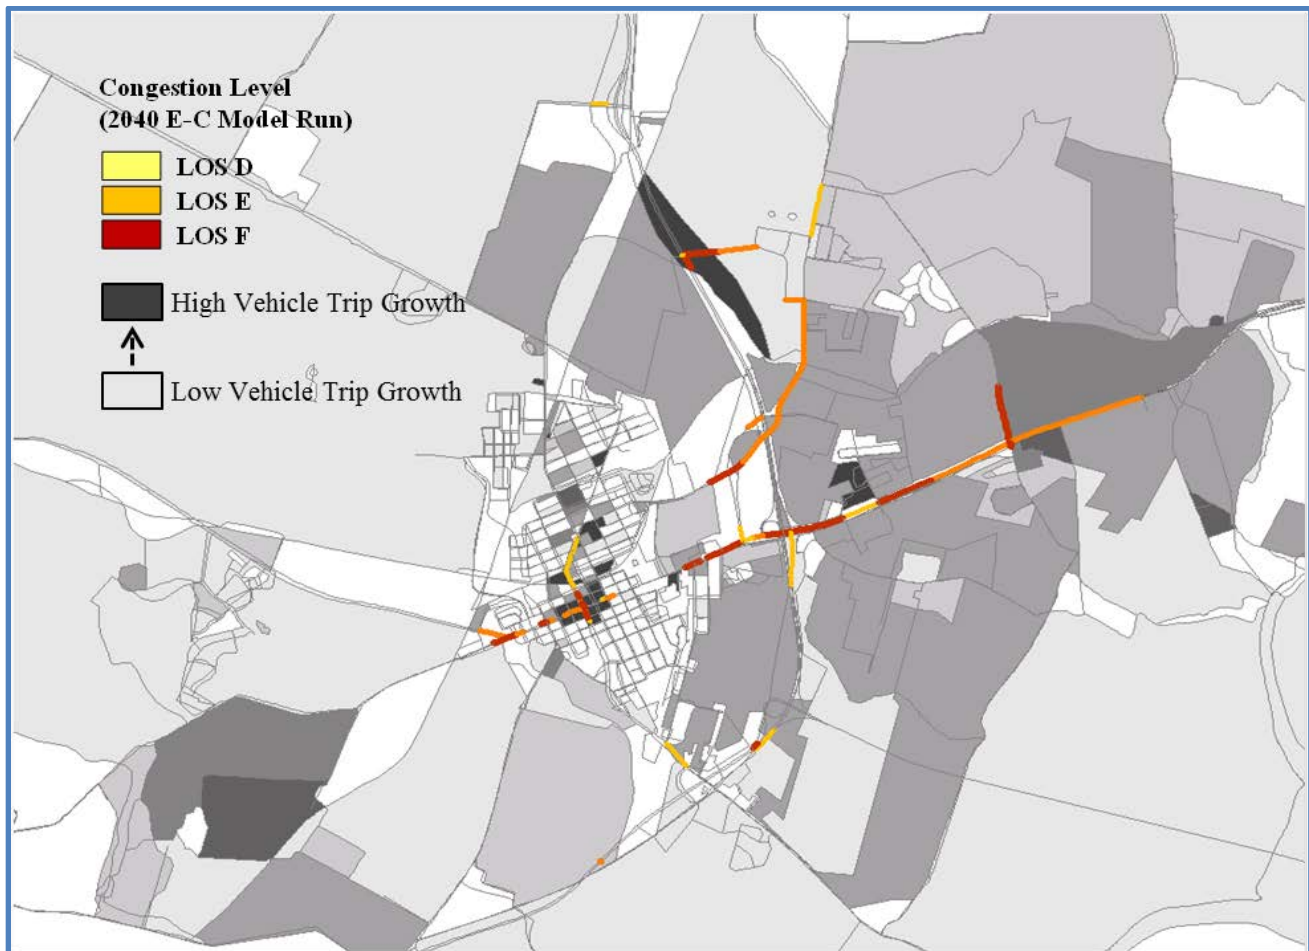 Congestion Level
(2040 E-C Model Run)
LOS D
LOS E
LOS F
High Vehicle Trip Growth
Low Vehicle Trip Growth